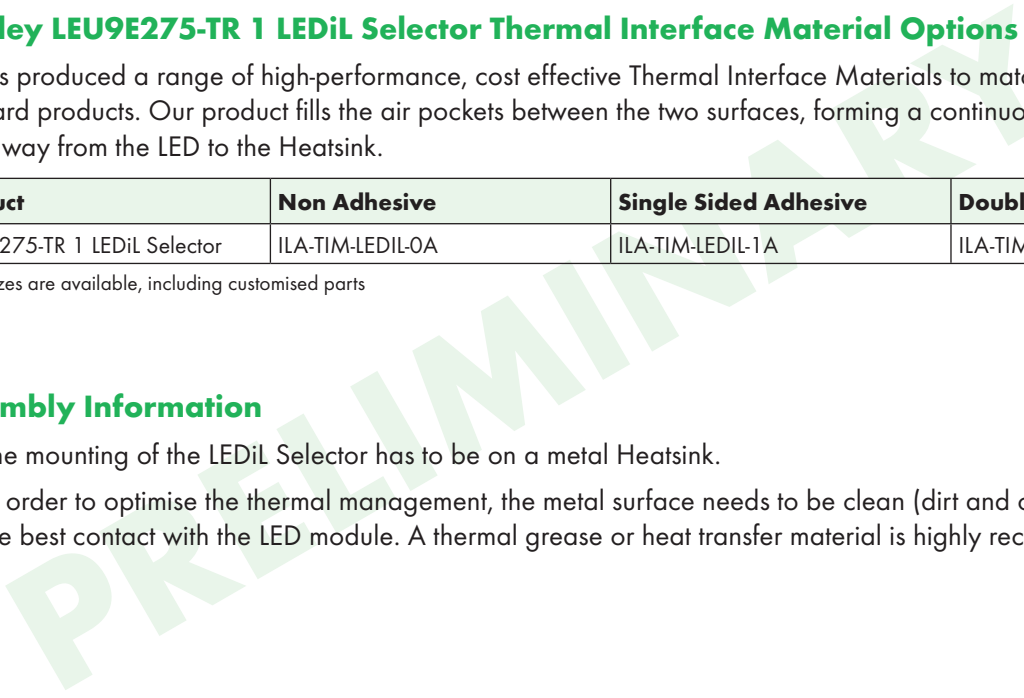 ley LEU9E275-TR 1 LEDiL Selector Thermal Interface Material Options
s produced a range of high-performance, cost effective Thermal Interface Materials to mat
ard products. Our product fills the air pockets between the two surfaces, forming a continuo
way from the LED to the Heatsink.
uct Non Adhesive Single Sided Adhesive Doubl
275-TR 1 LEDiL Selector ILA-TIM-LEDIL-0A ILA-TIM-LEDIL-1A ILA-TIM
zes are available, including customised parts
mbly Information
he mounting of the LEDiL Selector has to be on a metal Heatsink.
order to optimise the thermal management, the metal surface needs to be clean (dirt and o
e best contact with the LED module. A thermal grease or heat transfer material is highly rec
PRELIMINARY